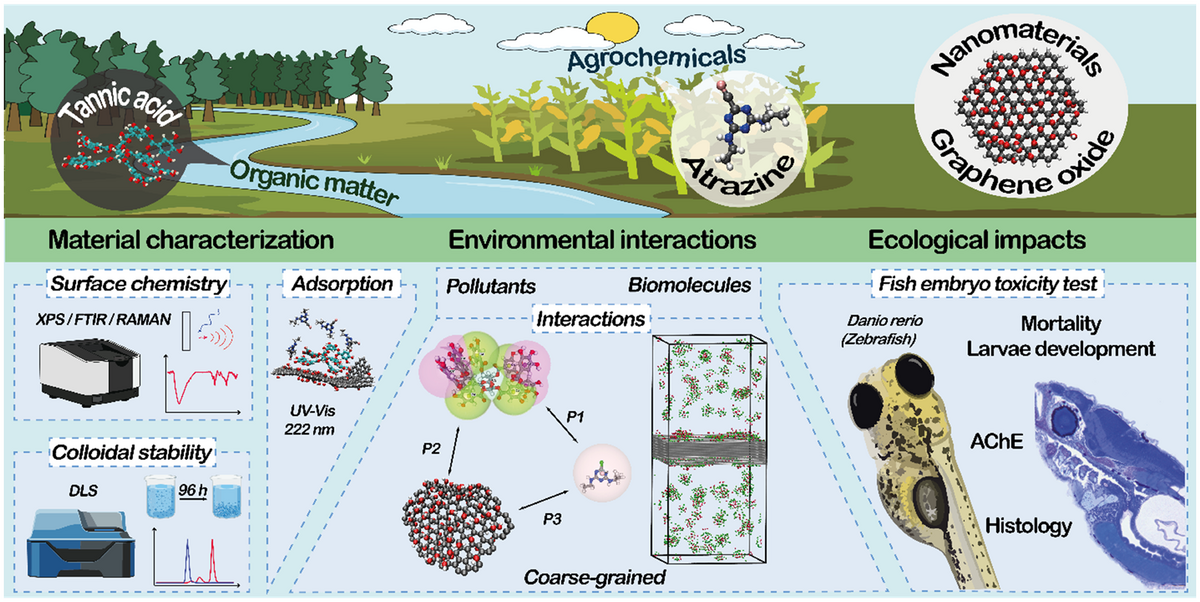 Tannic acid
Organic matter
Agrochemicals
Atrazine
Nanomaterials
Graphene oxide
Material characterization
Environmental interactions
Ecological impacts
Surface chemistry
XPS / FTIR / RAMAN
Adsorption
UV-Vis
222 nm
Colloidal stability
DLS
96 h
Pollutants
Biomolecules
Interactions
P1
P2
P3
Coarse-grained
Fish embryo toxicity test
Danio rerio
(Zebrafish)
Mortality
Larvae development
AChE
Histology